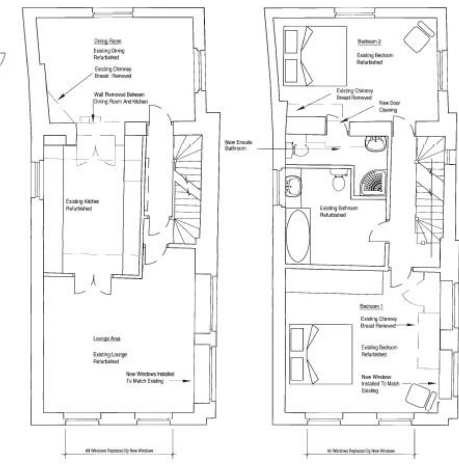 Dining Room
Existing Dining
Refurbished
Existing Chimney
Breast Removed
Wall Removed Between
Dining Room And Kitchen
Existing Kitchen
Refurbished
Lounge Area
Existing Lounge
Refurbished
New Windows Installed
To Match Existing
All Windows Replaced By New Windows
Bedroom 2
Existing Bedroom
Refurbished
Existing Chimney
Breast Removed
New Door
Opening
New Ensuite
Bathroom
Existing Bathroom
Refurbished
Bedroom 1
Existing Chimney
Breast Removed
Existing Bedroom
Refurbished
New Windows
Installed To Match
Existing
All Windows Replaced By New Windows